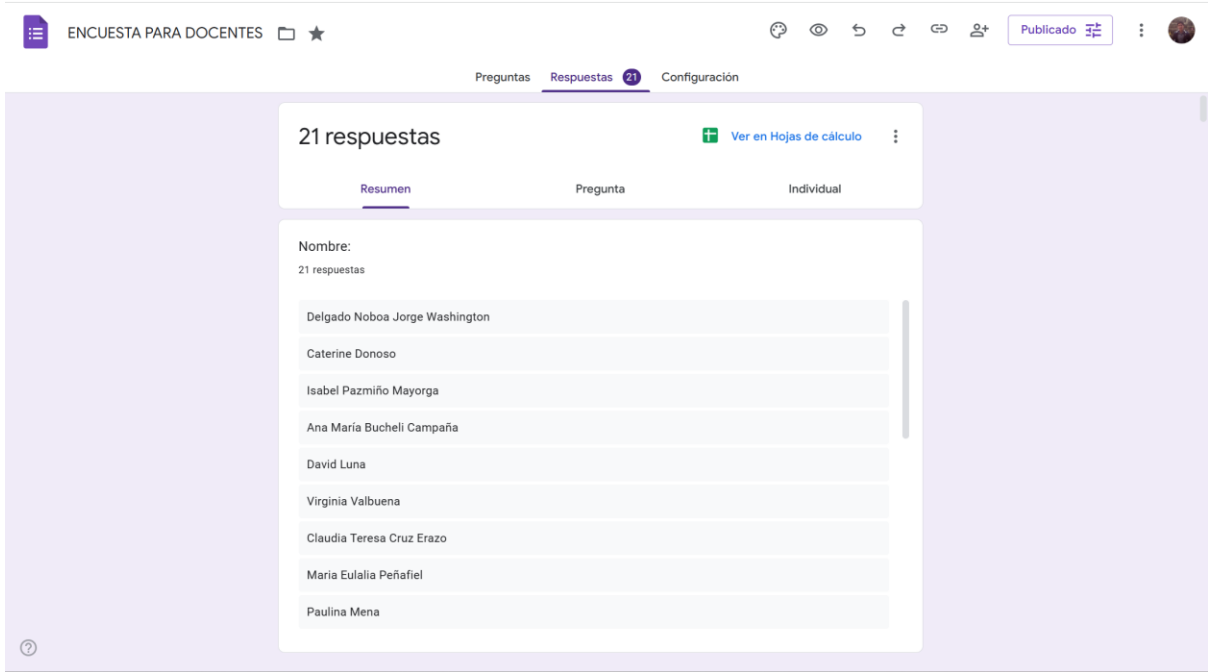 ENCUESTA PARA DOCENTES
Publicado
Preguntas Respuestas 21 Configuración
21 respuestas
Ver en Hojas de cálculo
Resumen Pregunta Individual
Nombre:
21 respuestas
Delgado Noboa Jorge Washington
Caterine Donoso
Isabel Pazmiño Mayorga
Ana María Bucheli Campaña
David Luna
Virginia Valbuena
Claudia Teresa Cruz Erazo
Maria Eulalia Peñafiel
Paulina Mena